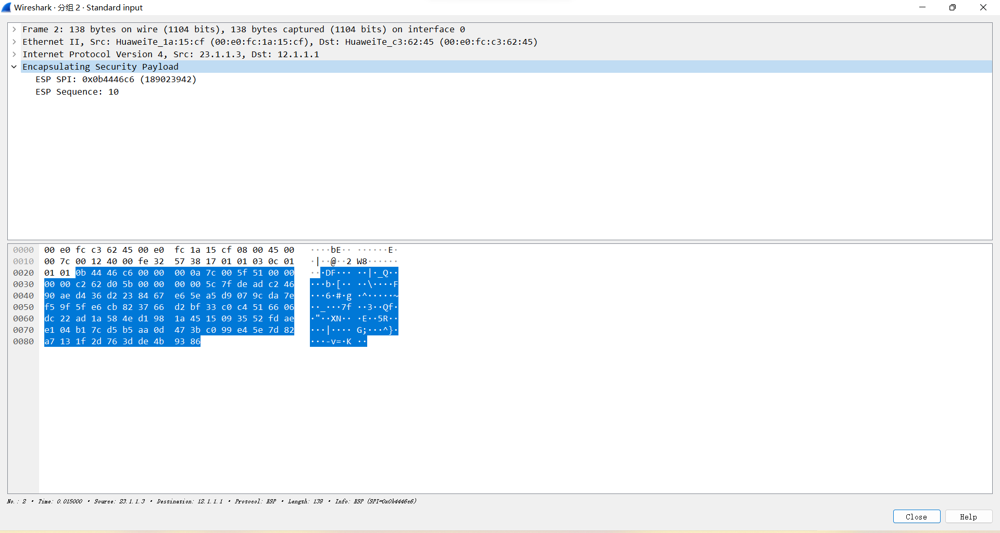 Wireshark · 分组 2 · Standard input
Frame 2: 138 bytes on wire (1104 bits), 138 bytes captured (1104 bits) on interface 0
Ethernet II, Src: HuaweiTe_1a:15:cf (00:e0:fc:1a:15:cf), Dst: HuaweiTe_c3:62:45 (00:e0:fc:c3:62:45)
Internet Protocol Version 4, Src: 23.1.1.3, Dst: 12.1.1.1
Encapsulating Security Payload
ESP SPI: 0x0b4446c6 (189023942)
ESP Sequence: 10
0000 00 e0 fc c3 62 45 00 e0 fc 1a 15 cf 08 00 45 00 ····bE·· ······E·
0010 00 7c 00 12 40 00 fe 32 57 38 17 01 01 03 0c 01 ·|··@··2 W8······
0020 01 01 0b 44 46 c6 00 00 00 0a 7c 00 5f 51 00 00 ···DF··· ··|·_Q··
0030 00 00 c2 62 d0 5b 00 00 00 00 5c 7f de ad c2 46 ···b·[·· ··\····F
0040 90 ae d4 36 d2 23 84 67 e6 5e a5 d9 07 9c da 7e ···6·#·g ·^·····~
0050 f5 9f 5f e6 cb 82 37 66 d2 bf 33 c0 c4 51 66 06 ··_···7f ··3··Qf·
0060 dc 22 ad 1a 58 4e d1 98 1a 45 15 09 35 52 fd ae ·"··XN·· ·E··5R··
0070 e1 04 b1 7c d5 b5 aa 0d 47 3b c0 99 e4 5e 7d 82 ···|···· G;···^}·
0080 a7 13 1f 2d 76 3d de 4b 93 86 ···-v=·K ··
No.: 2 · Time: 0.015000 · Source: 23.1.1.3 · Destination: 12.1.1.1 · Protocol: ESP · Length: 138 · Info: ESP (SPI=0x0b4446c6)
Close Help